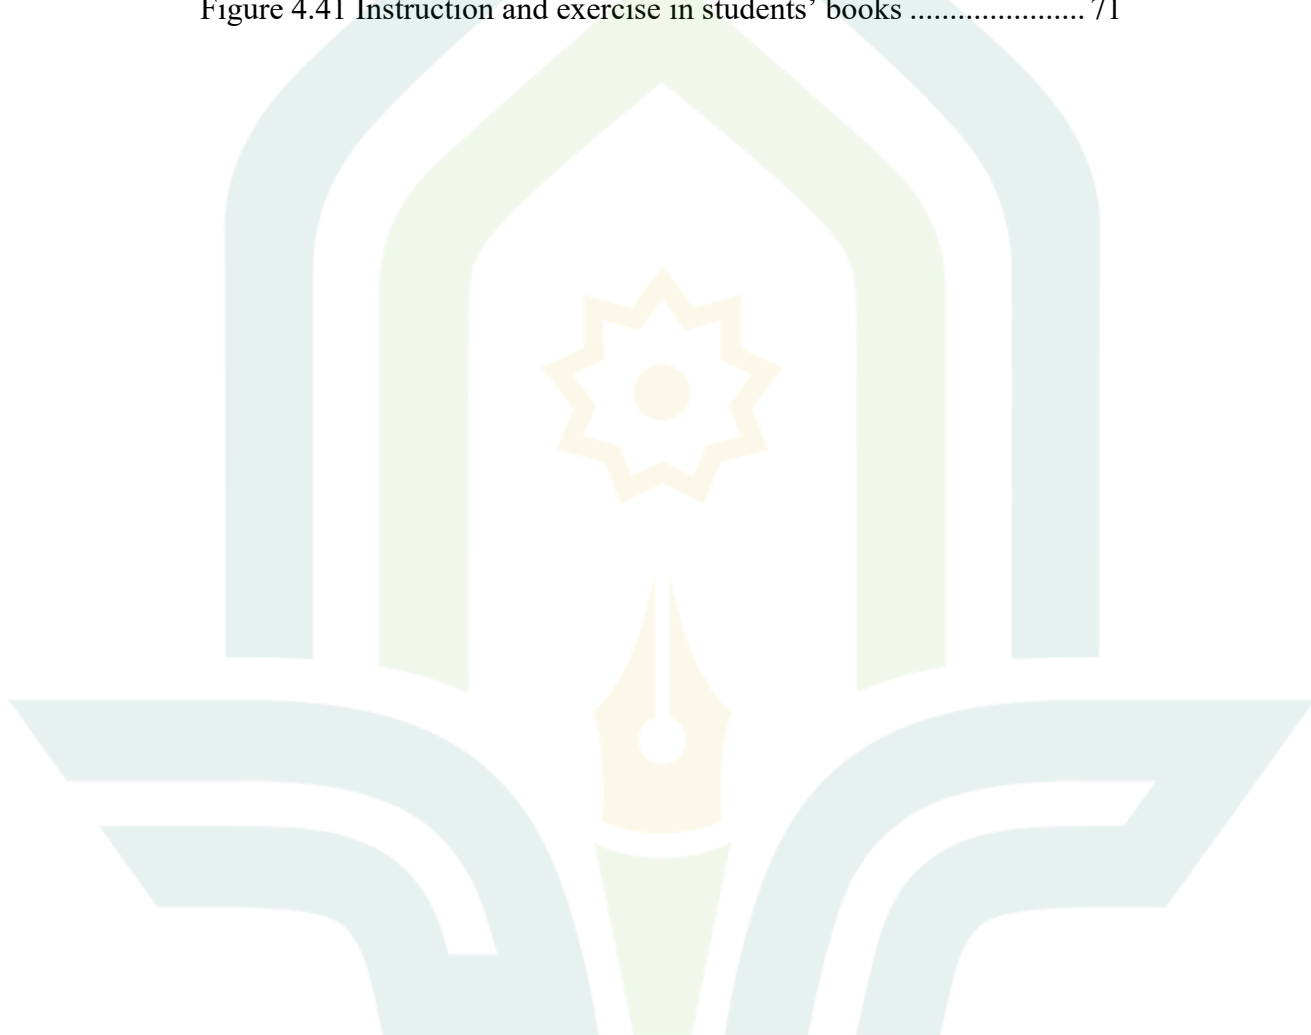 Figure 4.41 Instruction and exercise in students’ books ...................... 71